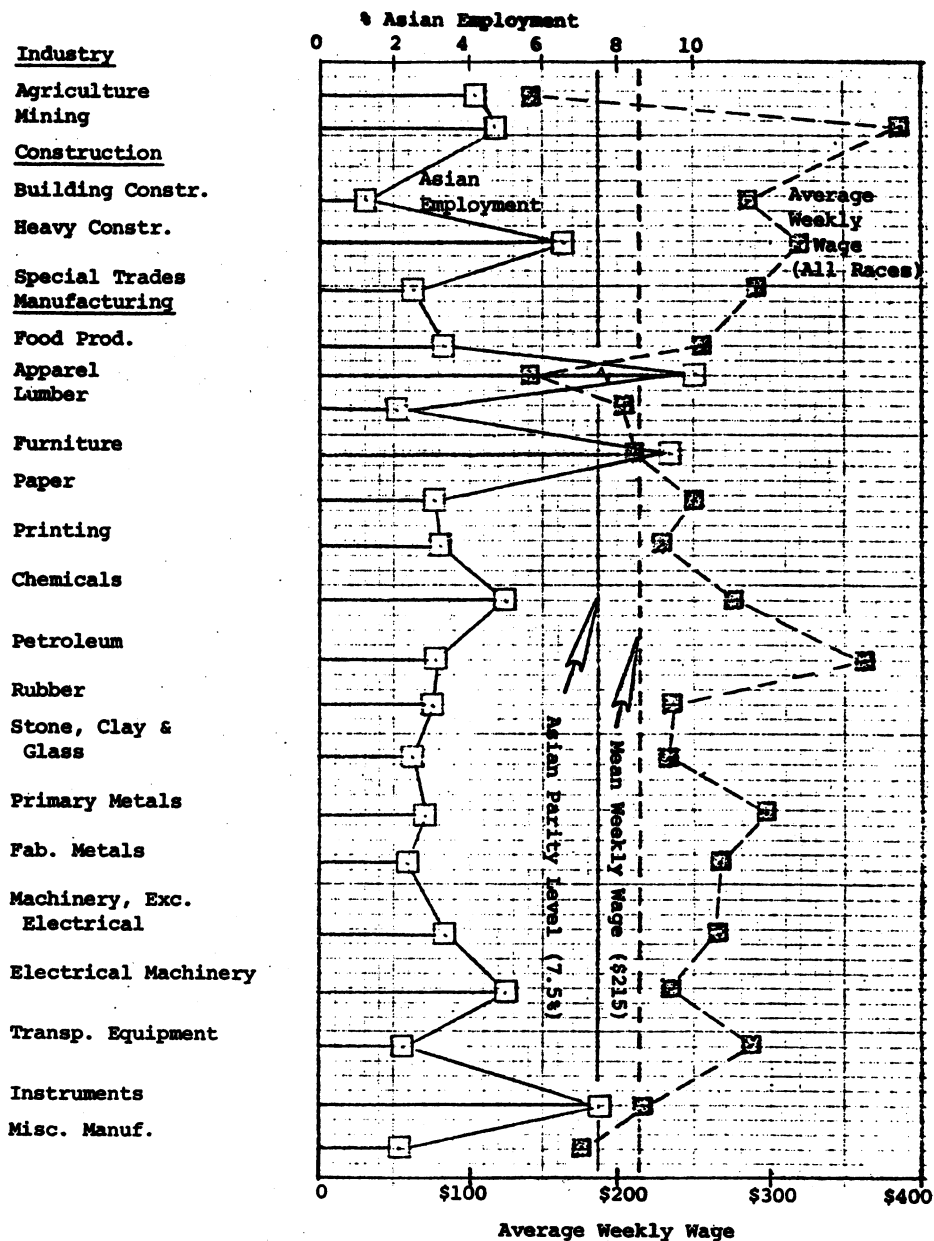 % Asian Employment
0 2 4 6 8 10
Industry
Agriculture
Mining
Construction
Building Constr.
Heavy Constr.
Special Trades
Manufacturing
Food Prod.
Apparel
Lumber
Furniture
Paper
Printing
Chemicals
Petroleum
Rubber
Stone, Clay &
Glass
Primary Metals
Fab. Metals
Machinery, Exc.
Electrical
Electrical Machinery
Transp. Equipment
Instruments
Misc. Manuf.
Asian
Employment
Average
Weekly
Wage
(All Races)
Asian Parity Level (7.5%)
Mean Weekly Wage ($215)
0 $100 $200 $300 $400
Average Weekly Wage